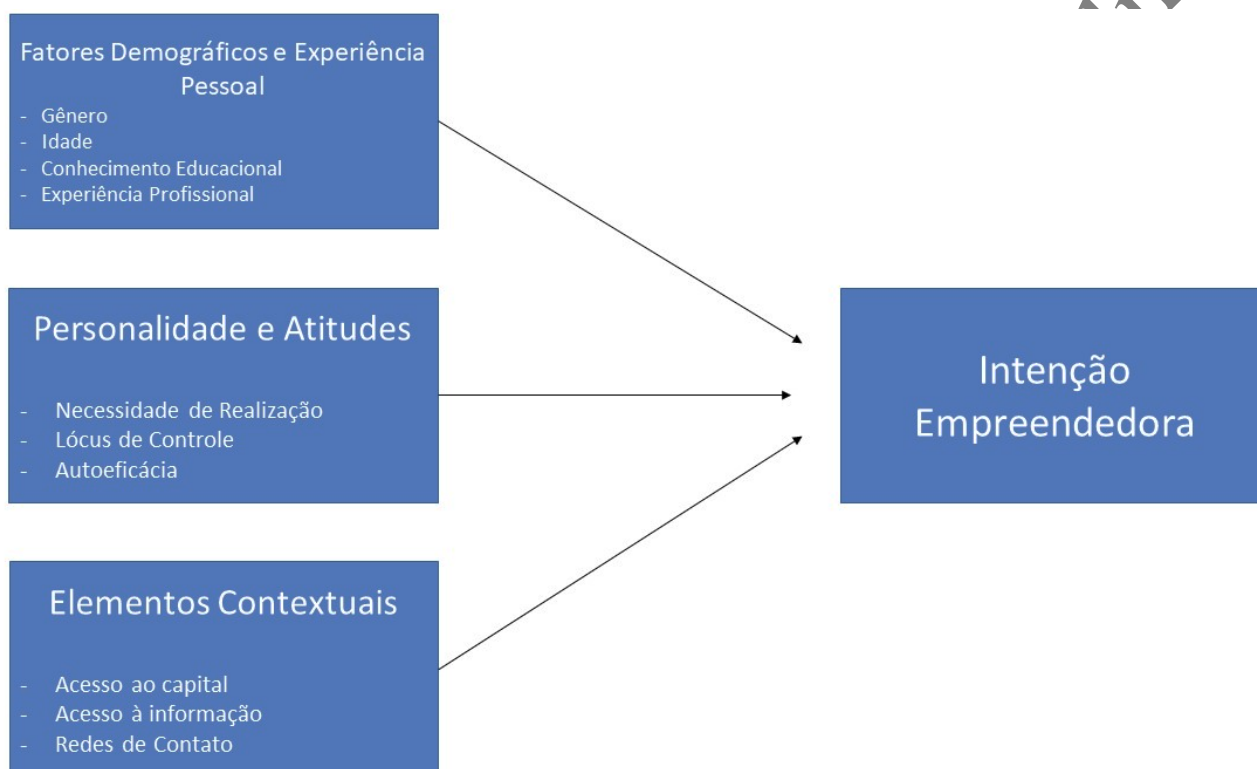 Fatores Demográficos e Experiência
Pessoal
- Gênero
- Idade
- Conhecimento Educacional
- Experiência Profissional
Personalidade e Atitudes
- Necessidade de Realização
- Lócus de Controle
- Autoeficácia
Elementos Contextuais
- Acesso ao capital
- Acesso à informação
- Redes de Contato
Intenção
Empreendedora